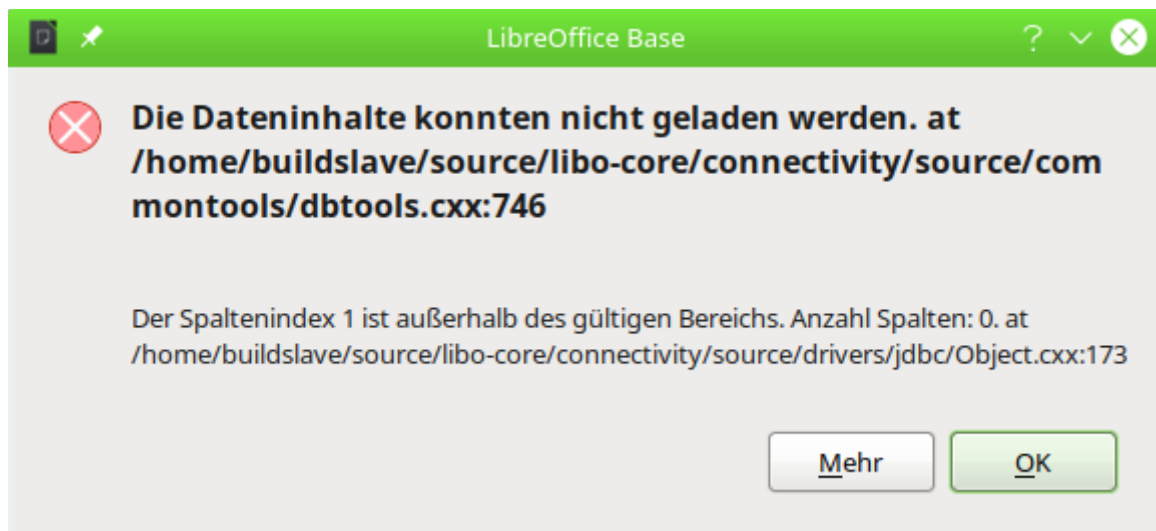 LibreOffice Base
Die Dateninhalte konnten nicht geladen werden. at
/home/buildslave/source/libo-core/connectivity/source/com
montools/dbtools.cxx:746
Der Spaltenindex 1 ist außerhalb des gültigen Bereichs. Anzahl Spalten: 0. at
/home/buildslave/source/libo-core/connectivity/source/drivers/jdbc/Object.cxx:173
Mehr
OK